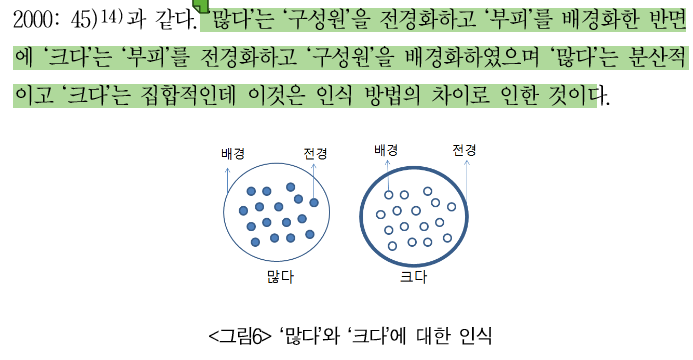 2000: 45)14)과 같다. ‘많다’는 ‘구성원’을 전경화하고 ‘부피’를 배경화한 반면
에 ‘크다’는 ‘부피’를 전경화하고 ‘구성원’을 배경화하였으며 ‘많다’는 분산적
이고 ‘크다’는 집합적인데 이것은 인식 방법의 차이로 인한 것이다.
배경 전경 배경 전경
많다 크다
<그림6> ‘많다’와 ‘크다’에 대한 인식